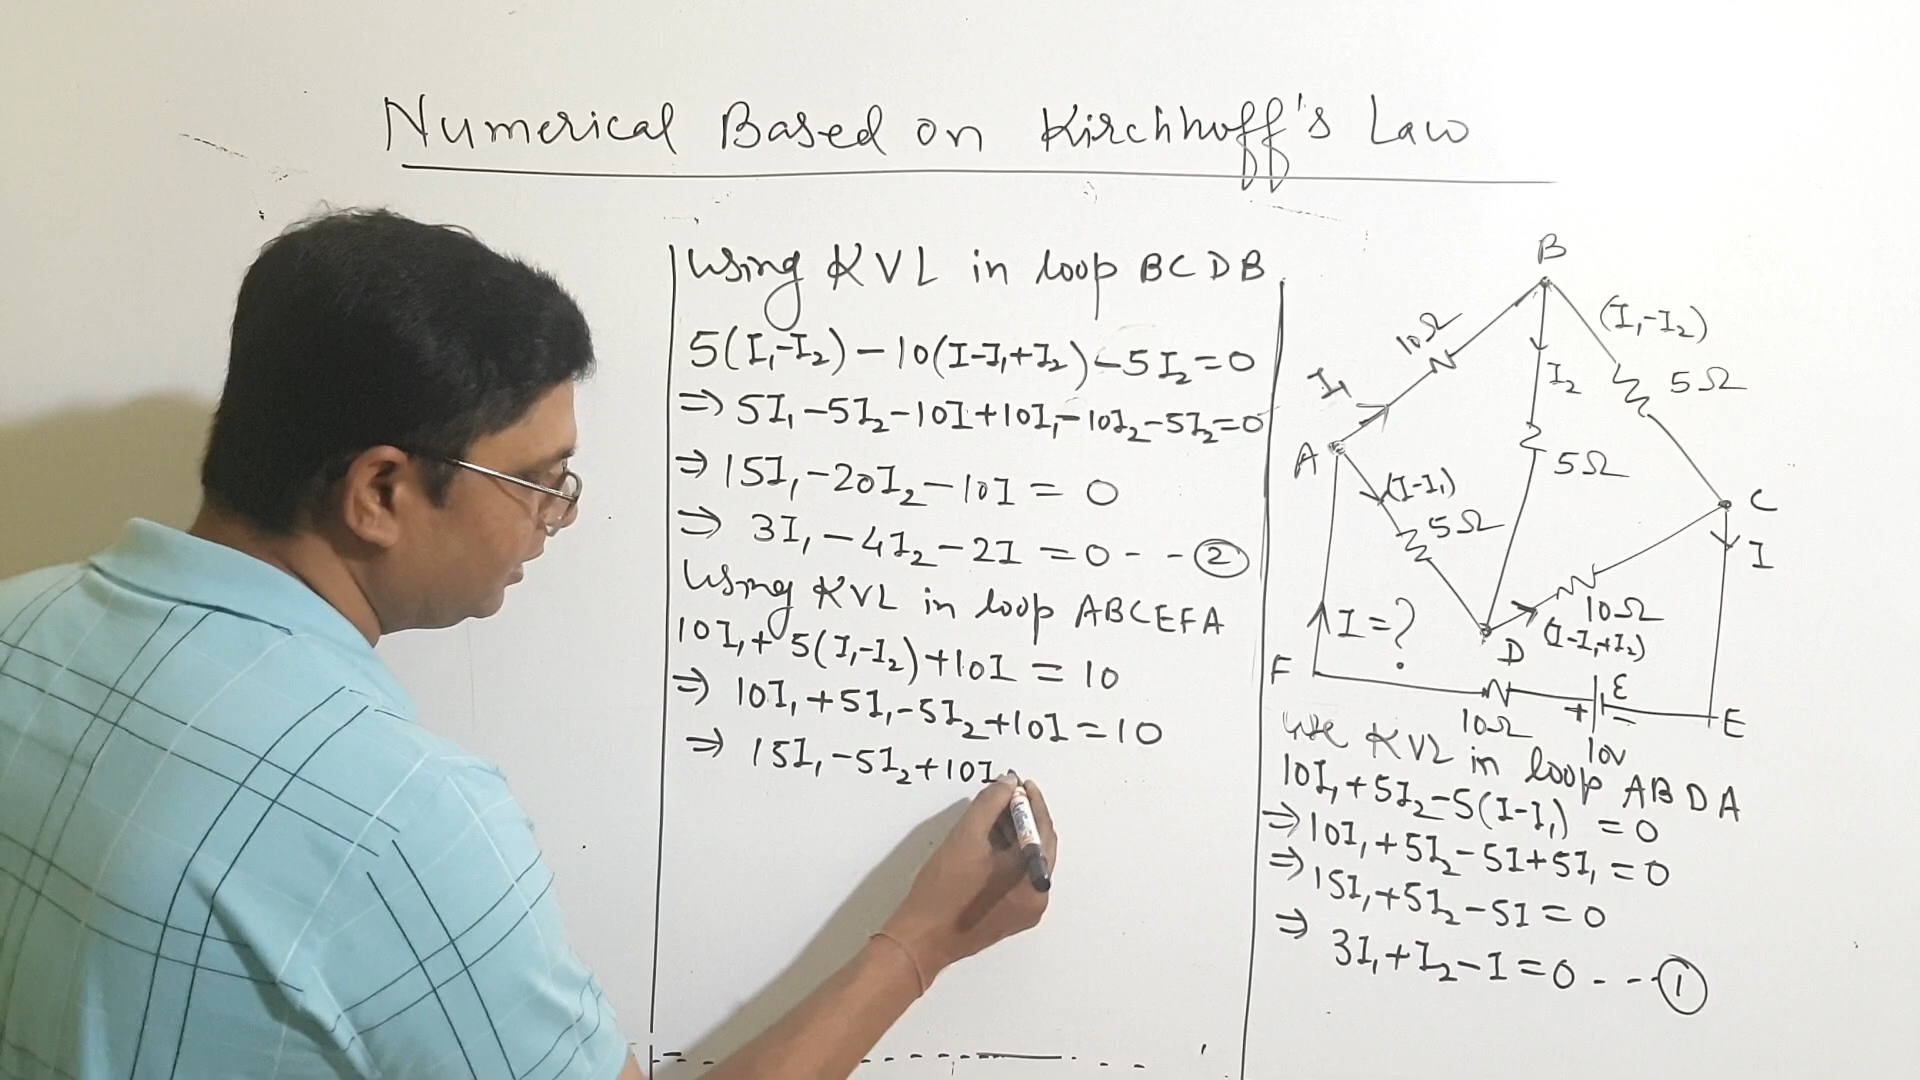 Numerical Based on Kirchhoff's Law
Using KVL in loop BCDB
5(I₁-I₂) - 10(I-I₁+I₂) - 5I₂ = 0
⇒ 5I₁ - 5I₂ - 10I + 10I₁ - 10I₂ - 5I₂ = 0
⇒ 15I₁ - 20I₂ - 10I = 0
⇒ 3I₁ - 4I₂ - 2I = 0 - - ②
Using KVL in loop ABCEFA
10I₁ + 5(I₁-I₂) + 10I = 10
⇒ 10I₁ + 5I₁ - 5I₂ + 10I = 10
⇒ 15I₁ - 5I₂ + 10I
B
10Ω
(I₁-I₂)
I₁
I₂
5Ω
A
5Ω
(I-I₁)
5Ω
C
I
10Ω
I = ?
D
(I-I₁+I₂)
F
E
+
-
E
10Ω
10V
Use KVL in loop ABDA
10I₁ + 5I₂ - 5(I-I₁) = 0
⇒ 10I₁ + 5I₂ - 5I + 5I₁ = 0
⇒ 15I₁ + 5I₂ - 5I = 0
⇒ 3I₁ + I₂ - I = 0 - - - ①